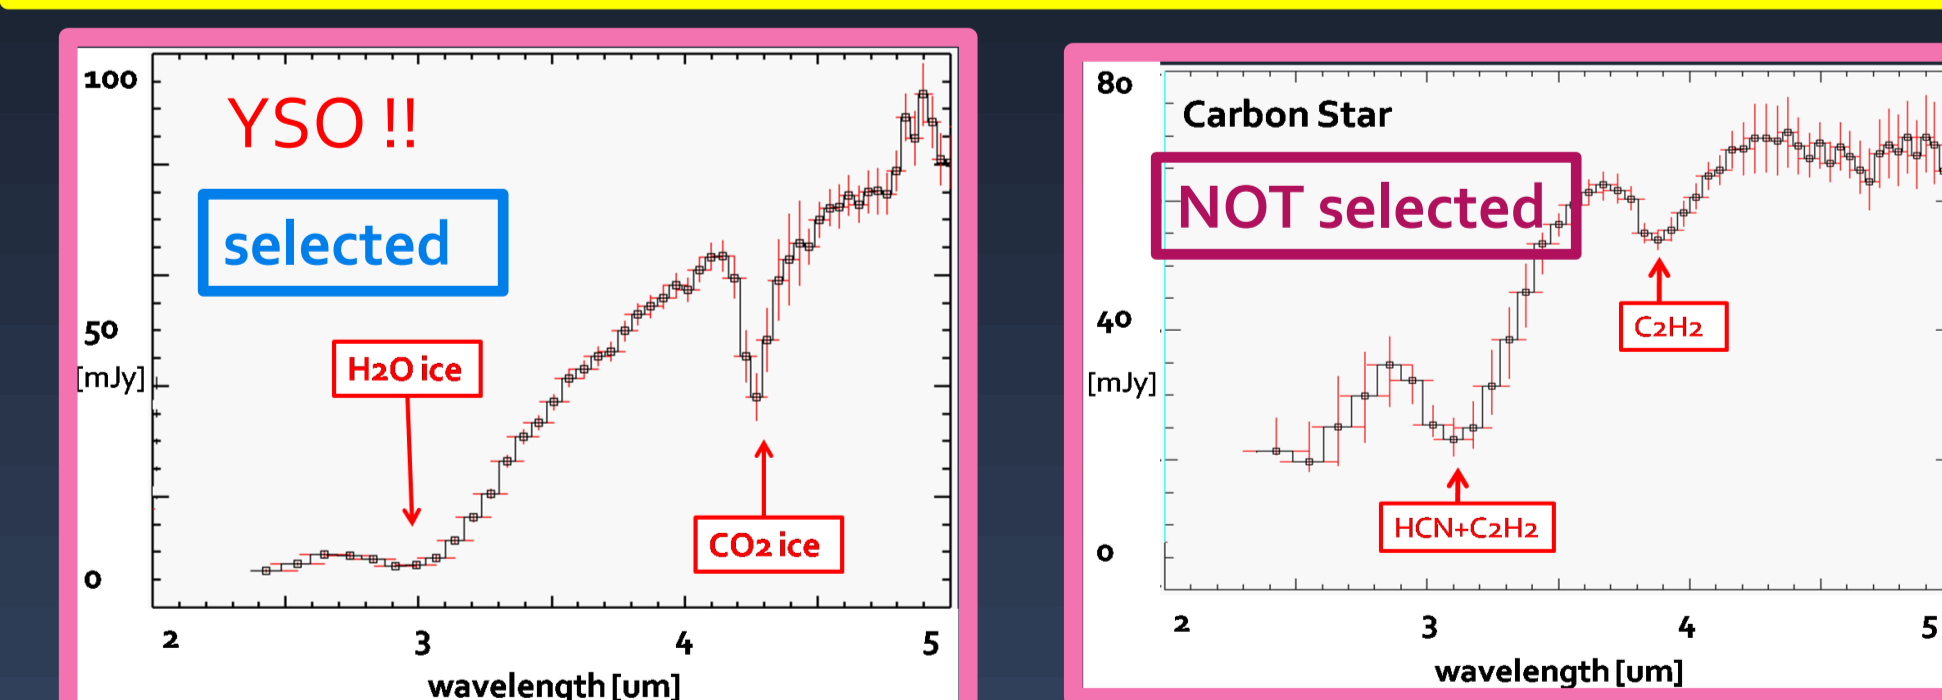 100
YSO !!
selected
50
[mJy]
H2O ice
CO2 ice
0
2 3 4 5
wavelength [um]
80
Carbon Star
NOT selected
40
[mJy]
C2H2
HCN+C2H2
0
2 3 4 5
wavelength [um]